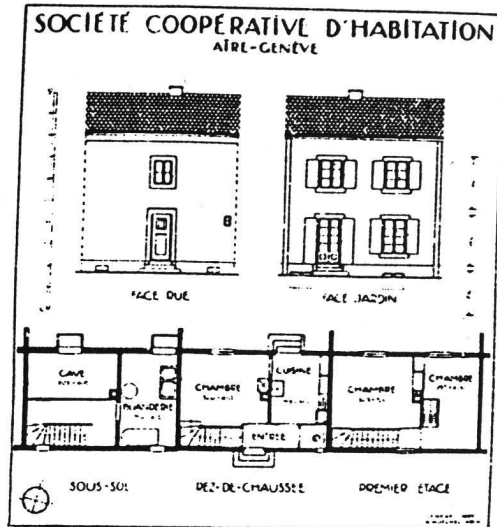 SOCIÉTÉ COOPÉRATIVE D'HABITATION
AÏRE-GENÈVE
FACE RUE
FACE JARDIN
CAVE
BUANDERIE
CHAMBRE
CUISINE
ENTRÉE
CHAMBRE
CHAMBRE
SOUS-SOL
REZ-DE-CHAUSSÉE
PREMIER ÉTAGE